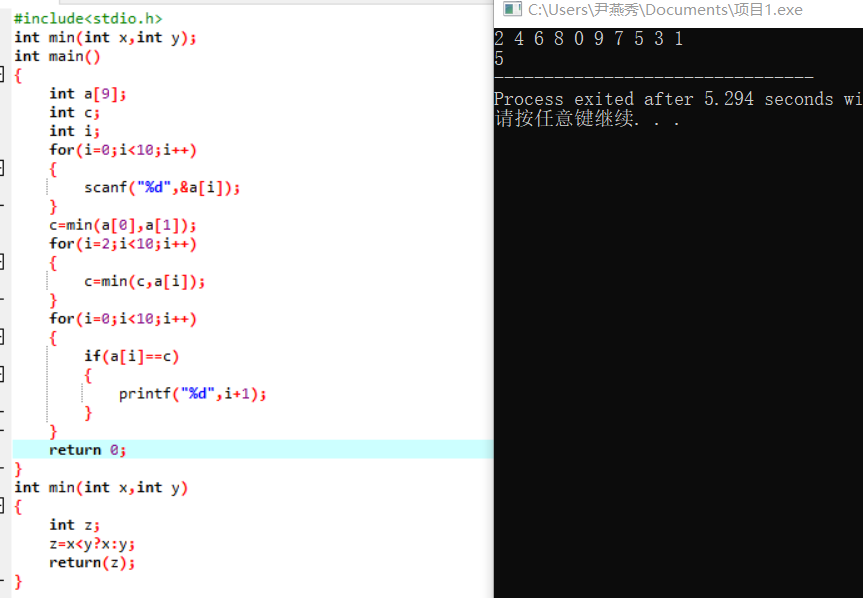 #include<stdio.h>
int min(int x,int y);
int main()
{
int a[9];
int c;
int i;
for(i=0;i<10;i++)
{
scanf("%d",&a[i]);
}
c=min(a[0],a[1]);
for(i=2;i<10;i++)
{
c=min(c,a[i]);
}
for(i=0;i<10;i++)
{
if(a[i]==c)
{
printf("%d",i+1);
}
}
return 0;
}
int min(int x,int y)
{
int z;
z=x<y?x:y;
return(z);
}
C:\Users\尹燕秀\Documents\项目1.exe
2 4 6 8 0 9 7 5 3 1
5
--------------------------------
Process exited after 5.294 seconds wi
请按任意键继续. . .